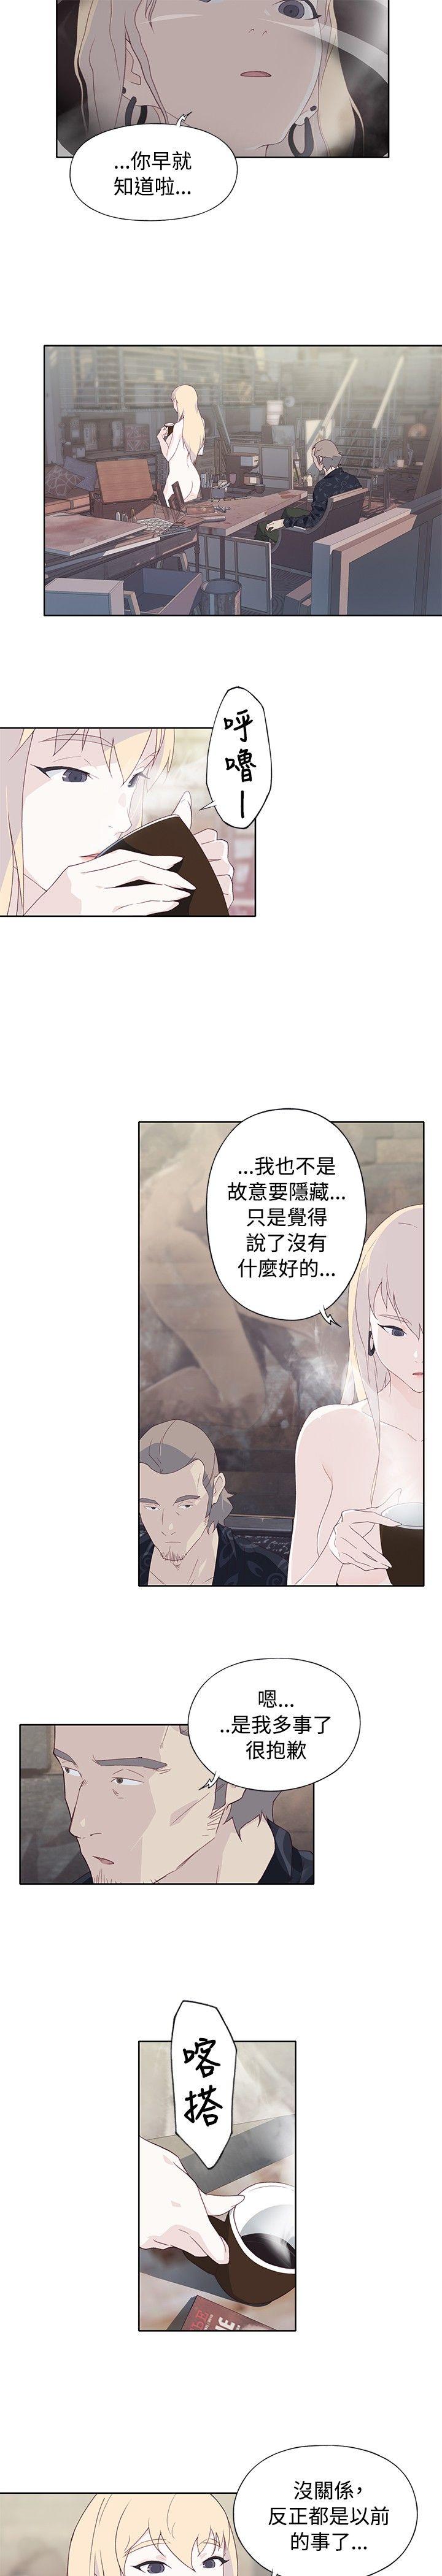 ...你早就
知道啦...
呼
嚕
ー
...我也不是
故意要隱藏...
只是覺得
說了沒有
什麼好的...
嗯...
..是我多事了
很抱歉
喀
搭
沒關係,
反正都是以前
的事了...